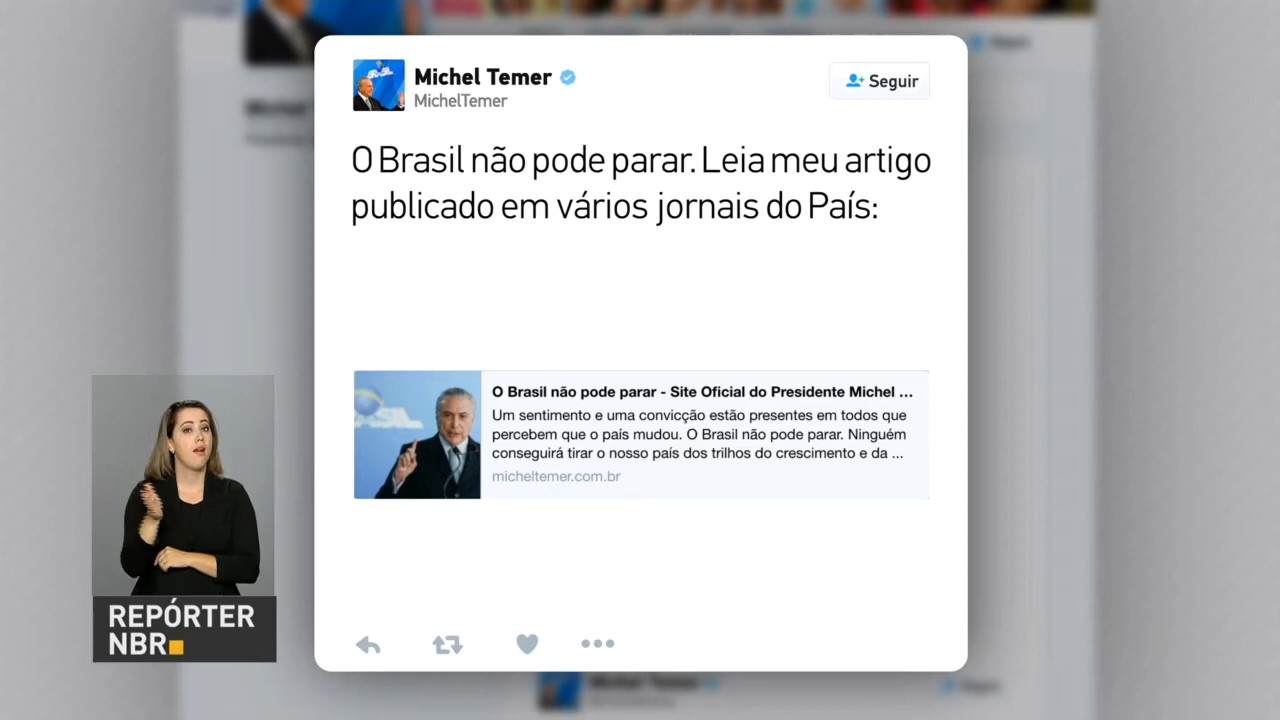 Michel Temer
MichelTemer
Seguir
O Brasil não pode parar. Leia meu artigo
publicado em vários jornais do País:
O Brasil não pode parar - Site Oficial do Presidente Michel ...
Um sentimento e uma convicção estão presentes em todos que
percebem que o país mudou. O Brasil não pode parar. Ninguém
conseguirá tirar o nosso país dos trilhos do crescimento e da ...
micheltemer.com.br
REPÓRTER
NBR